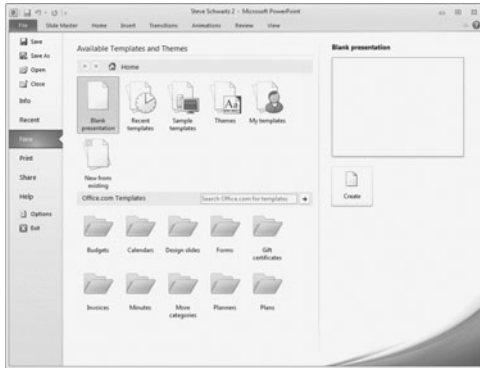 Steve Schwartz 2 - Microsoft PowerPoint
File Slide Master Home Insert Transitions Animations Review View
Save
Save As
Open
Close
Info
Recent
New
Print
Share
Help
Options
Exit
Available Templates and Themes
Home
Blank presentation
Recent templates
Sample templates
Themes
My templates
New from existing
Office.com Templates
Search Office.com for templates
Budgets
Calendars
Design slides
Forms
Gift certificates
Invoices
Minutes
More categories
Planners
Plans
Blank presentation
Create